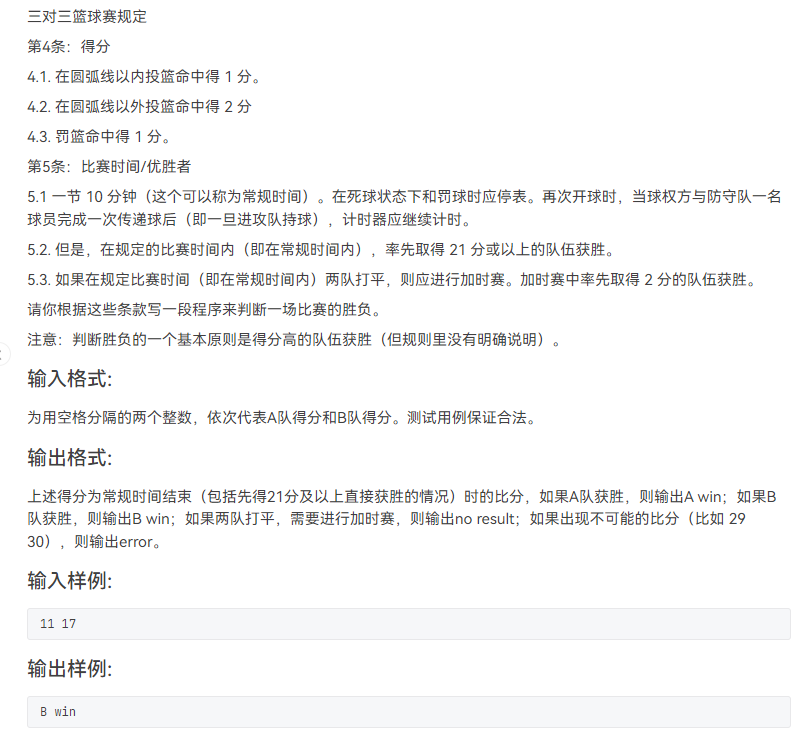 三对三篮球赛规定
第4条：得分
4.1. 在圆弧线以内投篮命中得 1 分。
4.2. 在圆弧线以外投篮命中得 2 分
4.3. 罚篮命中得 1 分。
第5条：比赛时间/优胜者
5.1 一节 10 分钟（这个可以称为常规时间）。在死球状态下和罚球时应停表。再次开球时，当球权方与防守队一名
球员完成一次传递球后（即一旦进攻队持球），计时器应继续计时。
5.2. 但是，在规定的比赛时间内（即在常规时间内），率先取得 21 分或以上的队伍获胜。
5.3. 如果在规定比赛时间（即在常规时间内）两队打平，则应进行加时赛。加时赛中率先取得 2 分的队伍获胜。
请你根据这些条款写一段程序来判断一场比赛的胜负。
注意：判断胜负的一个基本原则是得分高的队伍获胜（但规则里没有明确说明）。
输入格式:
为用空格分隔的两个整数，依次代表A队得分和B队得分。测试用例保证合法。
输出格式:
上述得分为常规时间结束（包括先得21分及以上直接获胜的情况）时的比分，如果A队获胜，则输出A win；如果B
队获胜，则输出B win；如果两队打平，需要进行加时赛，则输出no result；如果出现不可能的比分（比如 29
30），则输出error。
输入样例:
11 17
输出样例:
B win